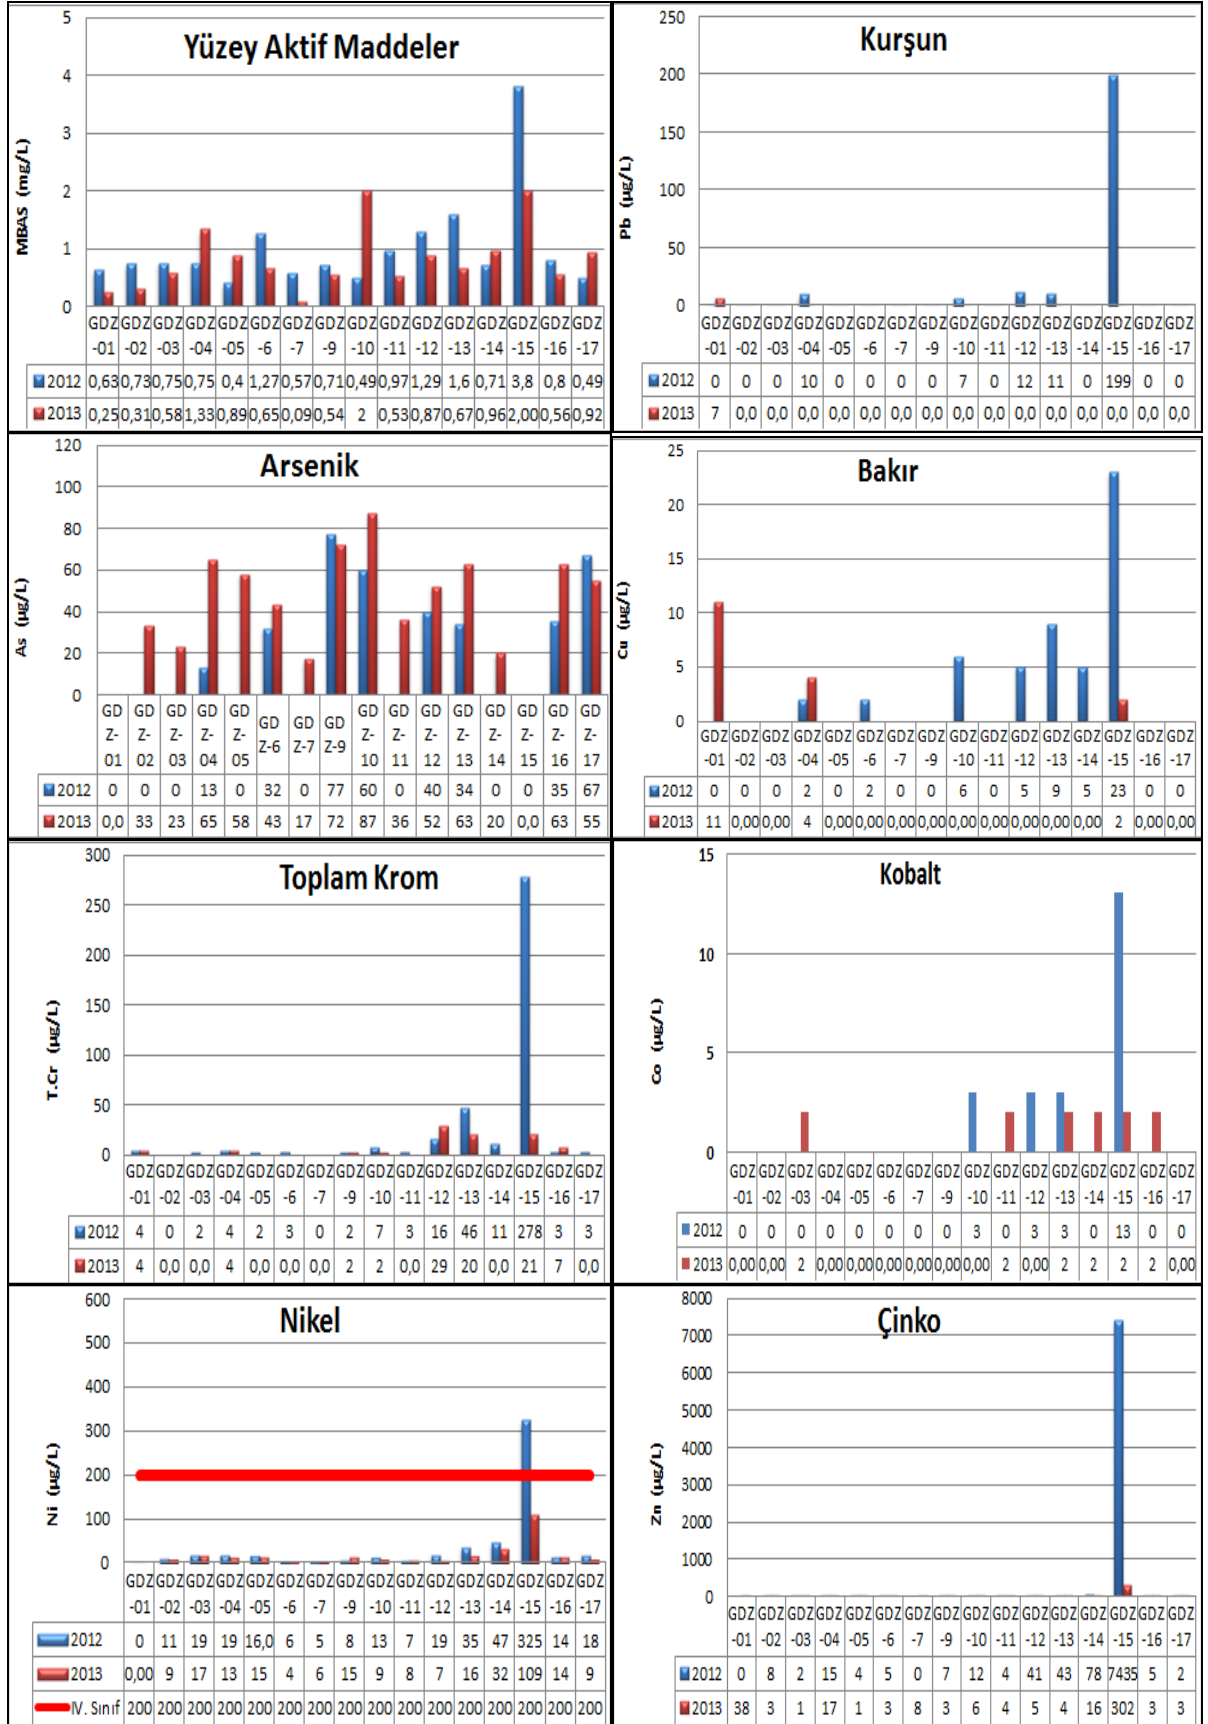 Yüzey Aktif Maddeler
MBAS (mg/L)
5
4
3
2
1
0
GDZ-01 GDZ-02 GDZ-03 GDZ-04 GDZ-05 GDZ-6 GDZ-7 GDZ-9 GDZ-10 GDZ-11 GDZ-12 GDZ-13 GDZ-14 GDZ-15 GDZ-16 GDZ-17
2012 0,63 0,73 0,75 0,75 0,4 1,27 0,57 0,71 0,49 0,97 1,29 1,6 0,71 3,8 0,8 0,49
2013 0,25 0,31 0,58 1,33 0,89 0,65 0,09 0,54 2 0,53 0,87 0,67 0,96 2,00 0,56 0,92
Kurşun
Pb (µg/L)
250
200
150
100
50
0
GDZ-01 GDZ-02 GDZ-03 GDZ-04 GDZ-05 GDZ-6 GDZ-7 GDZ-9 GDZ-10 GDZ-11 GDZ-12 GDZ-13 GDZ-14 GDZ-15 GDZ-16 GDZ-17
2012 0 0 0 10 0 0 0 0 7 0 12 11 0 199 0 0
2013 7 0,0 0,0 0,0 0,0 0,0 0,0 0,0 0,0 0,0 0,0 0,0 0,0 0,0 0,0 0,0
Arsenik
As (µg/L)
120
100
80
60
40
20
0
GDZ-01 GDZ-02 GDZ-03 GDZ-04 GDZ-05 GDZ-6 GDZ-7 GDZ-9 GDZ-10 GDZ-11 GDZ-12 GDZ-13 GDZ-14 GDZ-15 GDZ-16 GDZ-17
2012 0 0 0 13 0 32 0 77 60 0 40 34 0 0 35 67
2013 0,0 33 23 65 58 43 17 72 87 36 52 63 20 0,0 63 55
Bakır
Cu (µg/L)
25
20
15
10
5
0
GDZ-01 GDZ-02 GDZ-03 GDZ-04 GDZ-05 GDZ-6 GDZ-7 GDZ-9 GDZ-10 GDZ-11 GDZ-12 GDZ-13 GDZ-14 GDZ-15 GDZ-16 GDZ-17
2012 0 0 0 2 0 2 0 0 6 0 5 9 5 23 0 0
2013 11 0,00 0,00 4 0,00 0,00 0,00 0,00 0,00 0,00 0,00 0,00 0,00 2 0,00 0,00
Toplam Krom
T.Cr (µg/L)
300
250
200
150
100
50
0
GDZ-01 GDZ-02 GDZ-03 GDZ-04 GDZ-05 GDZ-6 GDZ-7 GDZ-9 GDZ-10 GDZ-11 GDZ-12 GDZ-13 GDZ-14 GDZ-15 GDZ-16 GDZ-17
2012 4 0 2 4 2 3 0 2 7 3 16 46 11 278 3 3
2013 4 0,0 0,0 4 0,0 0,0 0,0 2 2 0,0 29 20 0,0 21 7 0,0
Kobalt
Co (µg/L)
15
10
5
0
GDZ-01 GDZ-02 GDZ-03 GDZ-04 GDZ-05 GDZ-6 GDZ-7 GDZ-9 GDZ-10 GDZ-11 GDZ-12 GDZ-13 GDZ-14 GDZ-15 GDZ-16 GDZ-17
2012 0 0 0 0 0 0 0 0 3 0 3 3 0 13 0 0
2013 0,00 0,00 2 0,00 0,00 0,00 0,00 0,00 0,00 2 0,00 2 2 2 2 0,00
Nikel
Ni (µg/L)
600
500
400
300
200
100
0
GDZ-01 GDZ-02 GDZ-03 GDZ-04 GDZ-05 GDZ-6 GDZ-7 GDZ-9 GDZ-10 GDZ-11 GDZ-12 GDZ-13 GDZ-14 GDZ-15 GDZ-16 GDZ-17
2012 0 11 19 19 16,0 6 5 8 13 7 19 35 47 325 14 18
2013 0,00 9 17 13 15 4 6 15 9 8 7 16 32 109 14 9
IV. Sınıf 200 200 200 200 200 200 200 200 200 200 200 200 200 200 200 200
Çinko
Zn (µg/L)
8000
7000
6000
5000
4000
3000
2000
1000
0
GDZ-01 GDZ-02 GDZ-03 GDZ-04 GDZ-05 GDZ-6 GDZ-7 GDZ-9 GDZ-10 GDZ-11 GDZ-12 GDZ-13 GDZ-14 GDZ-15 GDZ-16 GDZ-17
2012 0 8 2 15 4 5 0 7 12 4 41 43 78 7435 5 2
2013 38 3 1 17 1 3 8 3 6 4 5 4 16 302 3 3